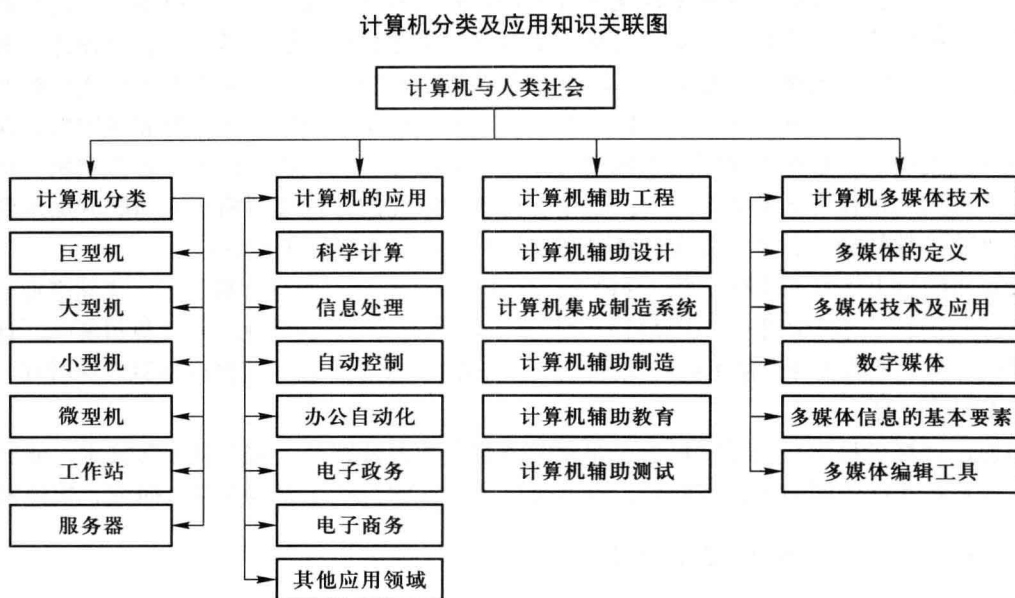 计算机分类及应用知识关联图
计算机与人类社会
计算机分类
巨型机
大型机
小型机
微型机
工作站
服务器
计算机的应用
科学计算
信息处理
自动控制
办公自动化
电子政务
电子商务
其他应用领域
计算机辅助工程
计算机辅助设计
计算机集成制造系统
计算机辅助制造
计算机辅助教育
计算机辅助测试
计算机多媒体技术
多媒体的定义
多媒体技术及应用
数字媒体
多媒体信息的基本要素
多媒体编辑工具